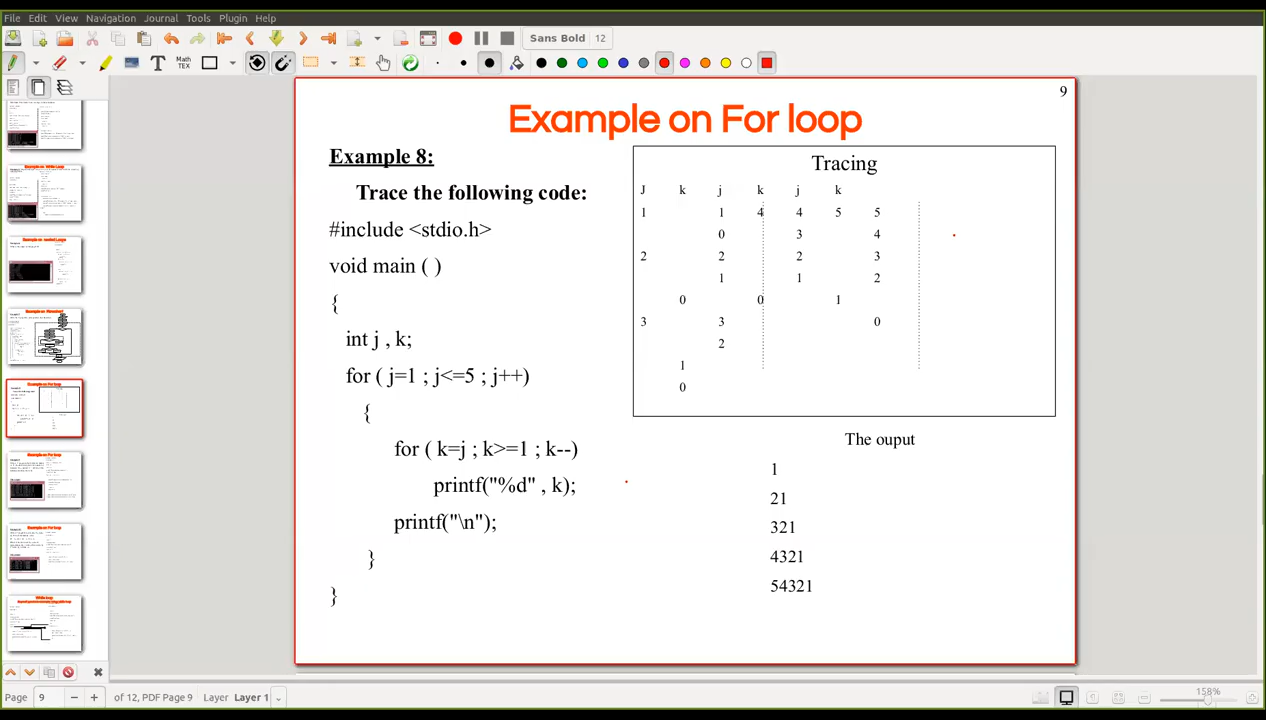 File Edit View Navigation Journal Tools Plugin Help
Sans Bold 12
T Math TEX
9
Example on For loop
Example 8:
Trace the following code:
#include <stdio.h>
void main ( )
{
int j , k;
for ( j=1 ; j<=5 ; j++)
{
for ( k=j ; k>=1 ; k--)
printf("%d" , k);
printf("\n");
}
}
Tracing
J k j k j k
1 1 4 4 5 5
0 3 4
2 2 2 3
1 1 2
0 0 1
3 3 0
2
1
0
The ouput
1
21
321
4321
54321
Page 9 of 12, PDF Page 9 Layer Layer 1
158%